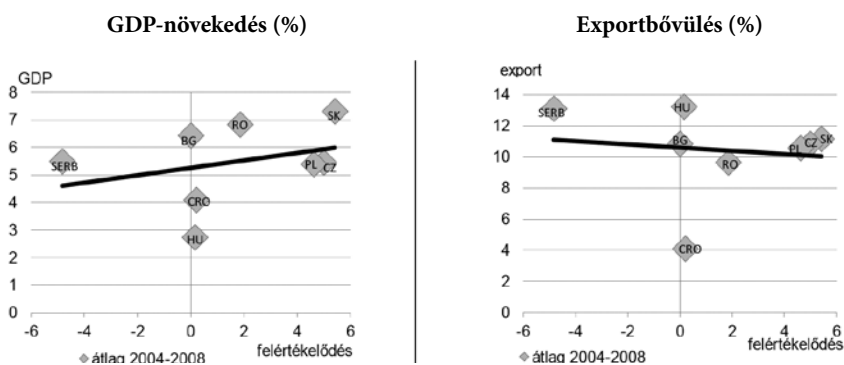 GDP-növekedés (%)
GDP
8
7
6
5
4
3
2
1
0
-6 -4 -2 0 2 4 6
SERB
BG
RO
SK
PL
CZ
CRO
HU
felértékelődés
átlag 2004-2008
Exportbővülés (%)
export
14
12
10
8
6
4
2
0
-6 -4 -2 0 2 4 6
SERB
HU
BG
RO
PL
CZ
SK
CRO
felértékelődés
átlag 2004-2008